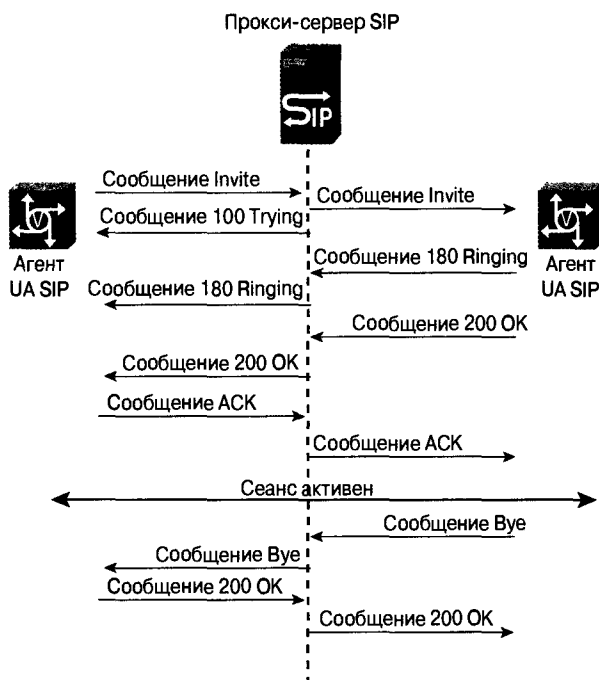 Прокси-сервер SIP
SIP
Сообщение Invite
Сообщение Invite
Сообщение 100 Trying
V
V
Агент
UA SIP
Агент
UA SIP
Сообщение 180 Ringing
Сообщение 180 Ringing
Сообщение 200 OK
Сообщение 200 OK
Сообщение ACK
Сообщение ACK
Сеанс активен
Сообщение Bye
Сообщение Bye
Сообщение 200 OK
Сообщение 200 OK